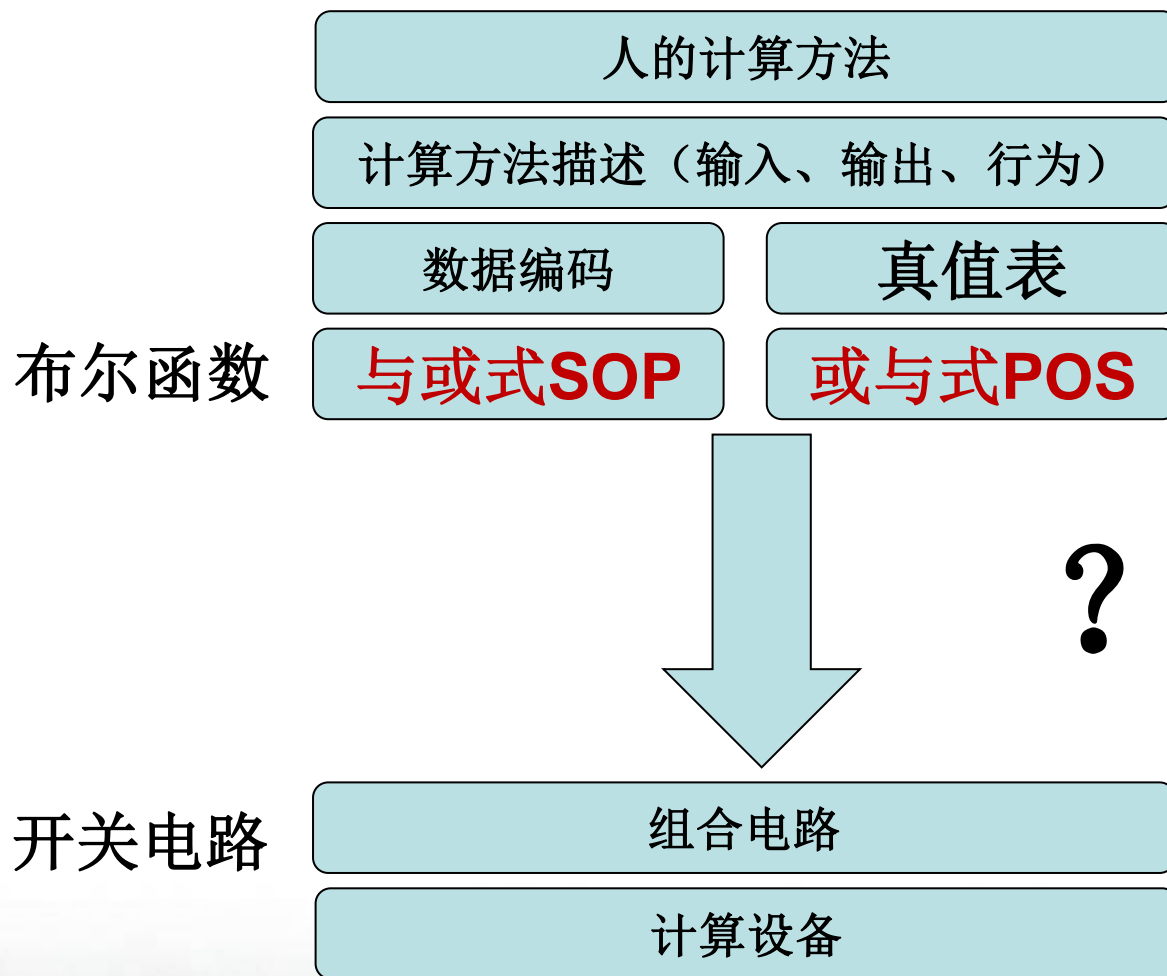 人的计算方法
计算方法描述（输入、输出、行为）
数据编码
真值表
布尔函数
与或式SOP
或与式POS
?
开关电路
组合电路
计算设备